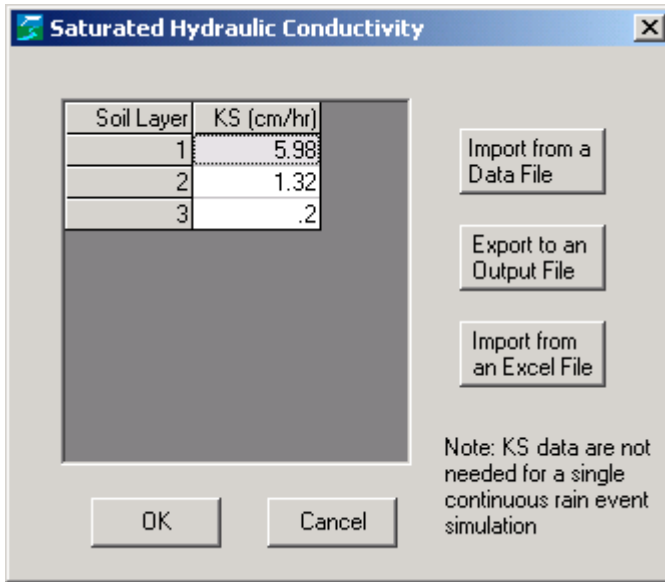 Saturated Hydraulic Conductivity
Soil Layer KS (cm/hr)
1 5.98
2 1.32
3 .2
Import from a
Data File
Export to an
Output File
Import from
an Excel File
Note: KS data are not
needed for a single
continuous rain event
simulation
OK Cancel